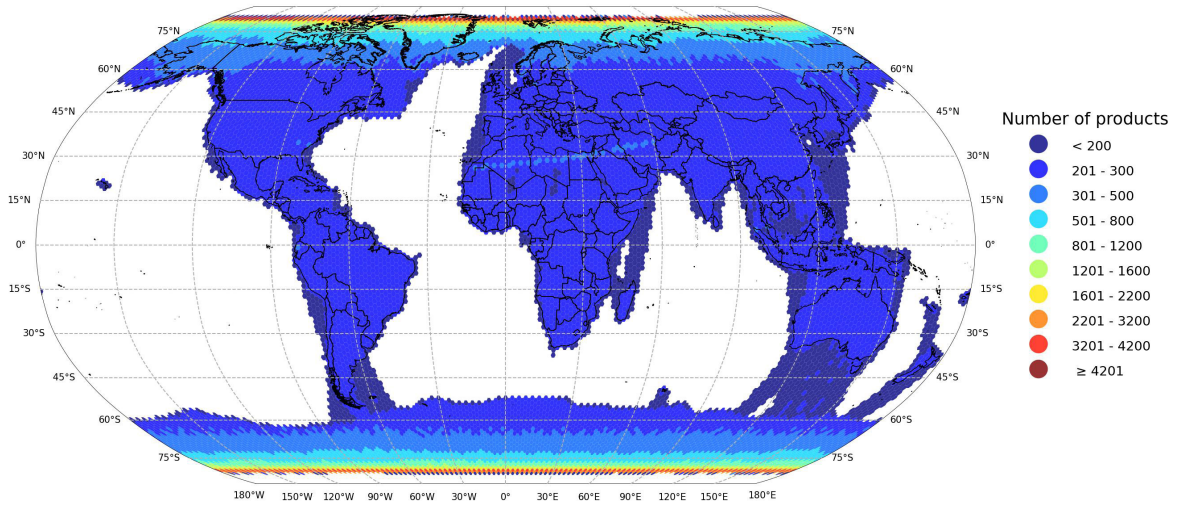 75°N
75°N
60°N
60°N
45°N
45°N
30°N
30°N
15°N
15°N
0°
0°
15°S
15°S
30°S
30°S
45°S
45°S
60°S
60°S
75°S
75°S
180°W
150°W
120°W
90°W
60°W
30°W
0°
30°E
60°E
90°E
120°E
150°E
180°E
Number of products
< 200
201 - 300
301 - 500
501 - 800
801 - 1200
1201 - 1600
1601 - 2200
2201 - 3200
3201 - 4200
≥ 4201